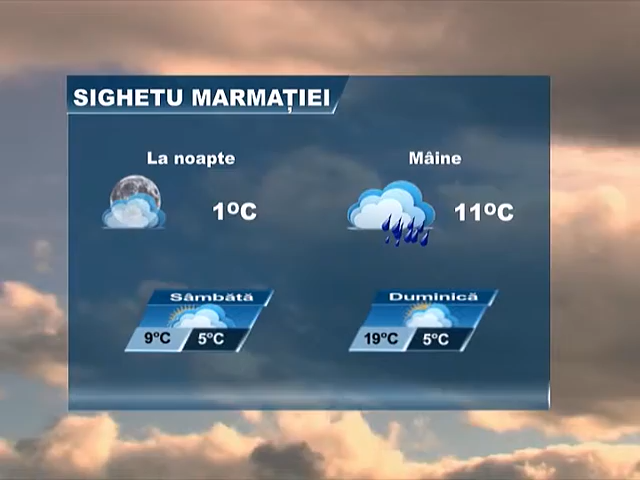 SIGHETU MARMAȚIEI
La noapte
Mâine
1ºC
11ºC
Sâmbătă
Duminică
9ºC
5ºC
19ºC
5ºC